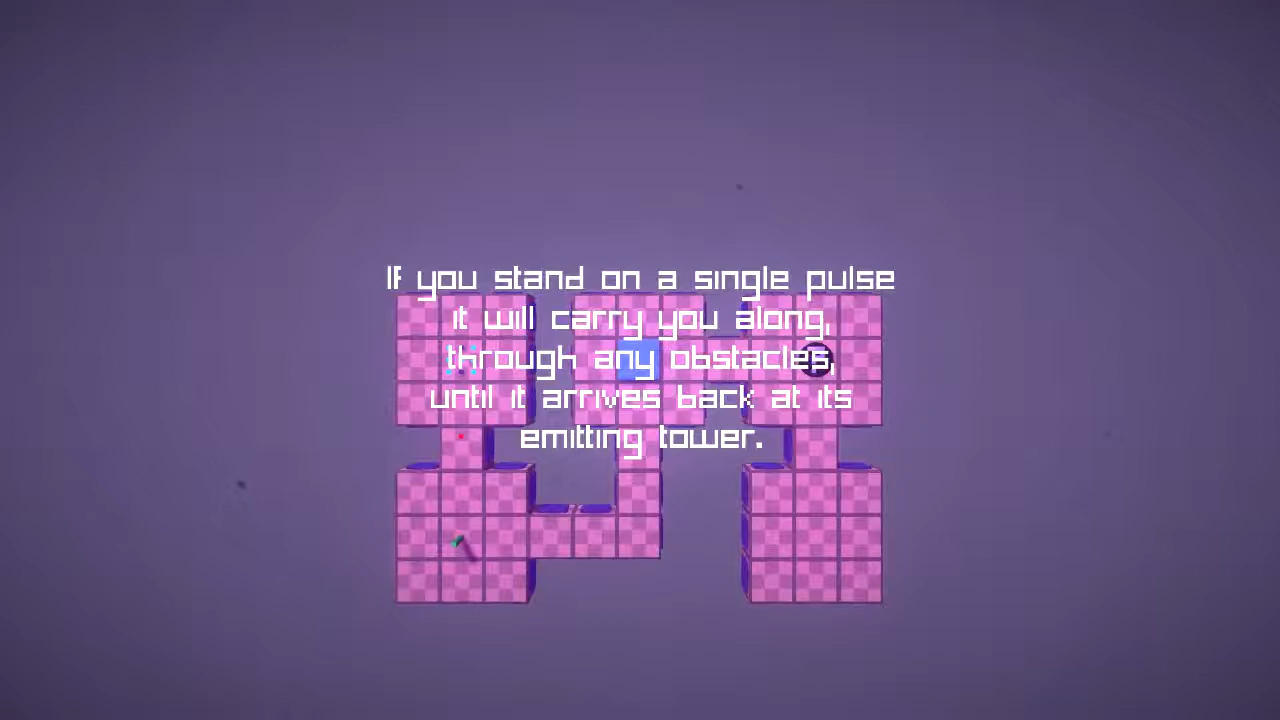 If you stand on a single pulse
it will carry you along,
through any obstacles,
until it arrives back at its
emitting tower.